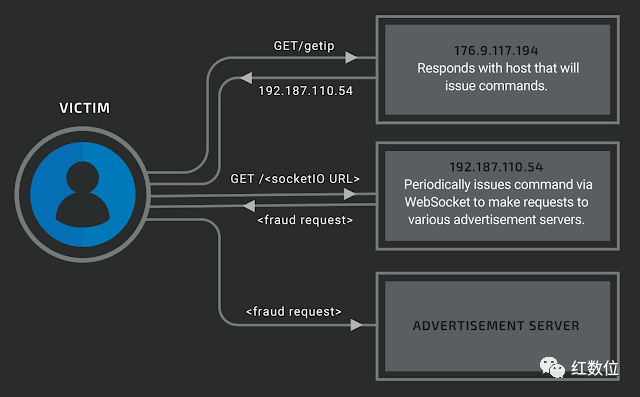 GET/getip
176.9.117.194
Responds with host that will
issue commands.
192.187.110.54
VICTIM
GET /<socketIO URL>
<fraud request>
192.187.110.54
Periodically issues command via
WebSocket to make requests to
various advertisement servers.
<fraud request>
ADVERTISEMENT SERVER
红数位